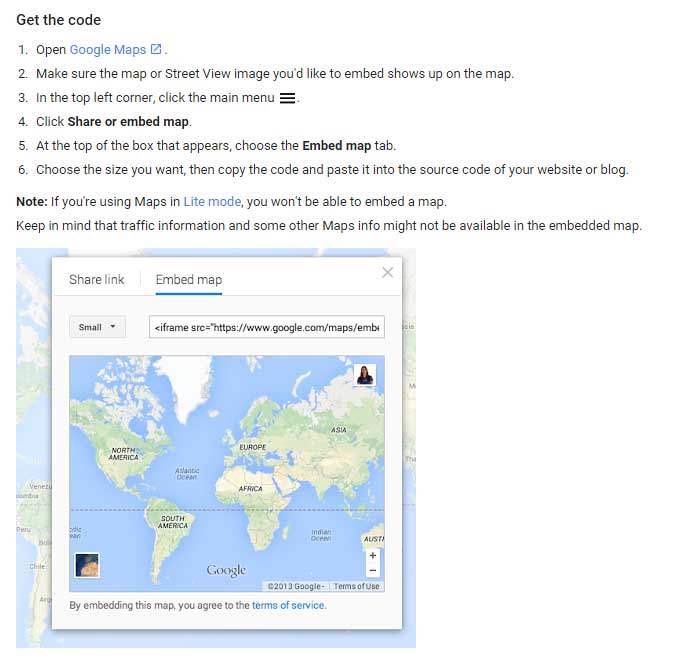 Get the code
1. Open Google Maps.
2. Make sure the map or Street View image you'd like to embed shows up on the map.
3. In the top left corner, click the main menu.
4. Click Share or embed map.
5. At the top of the box that appears, choose the Embed map tab.
6. Choose the size you want, then copy the code and paste it into the source code of your website or blog.
Note: If you're using Maps in Lite mode, you won't be able to embed a map.
Keep in mind that traffic information and some other Maps info might not be available in the embedded map.
Share link Embed map
Small <iframe src="https://www.google.com/maps/embe
ASIA
NORTH
AMERICA
EUROPE
Atlantic
Ocean
AFRICA
Venezu
SOUTH
AMERICA
Peru
Indian
Ocean
AUST
Chile
Google
©2013 Google - Terms of Use
By embedding this map, you agree to the terms of service.